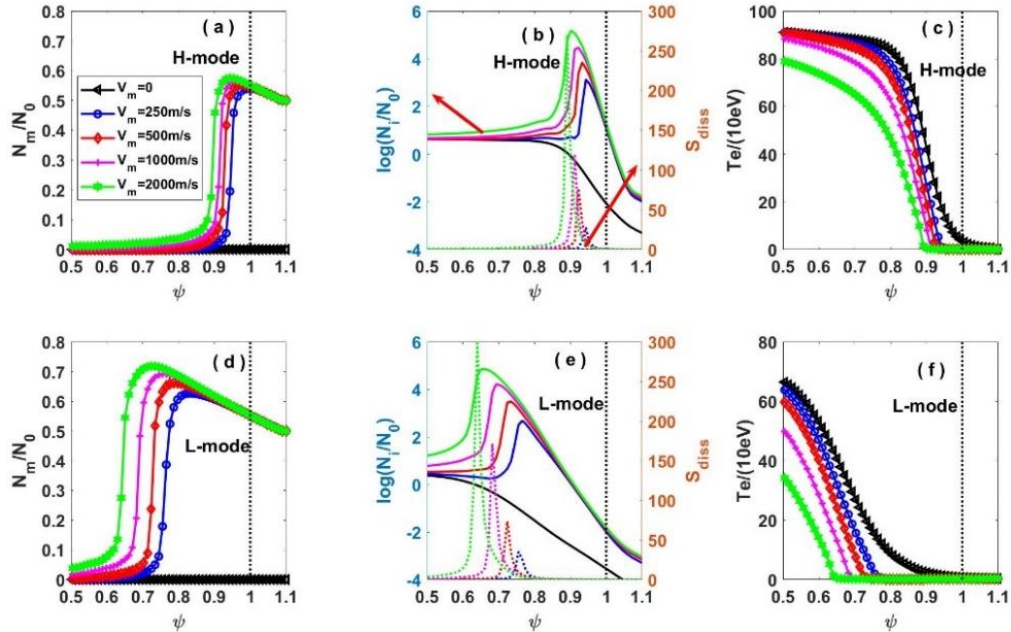 ( a )
H-mode
V_m=0
V_m=250m/s
V_m=500m/s
V_m=1000m/s
V_m=2000m/s
N_m/N_0
0.8
0.7
0.6
0.5
0.4
0.3
0.2
0.1
0
0.5 0.6 0.7 0.8 0.9 1 1.1
ψ
( b )
H-mode
log(N_i/N_0)
6
4
2
0
-2
-4
S_diss
300
250
200
150
100
50
0
0.5 0.6 0.7 0.8 0.9 1 1.1
ψ
( c )
H-mode
Te/(10eV)
100
80
60
40
20
0
0.5 0.6 0.7 0.8 0.9 1 1.1
ψ
( d )
L-mode
N_m/N_0
0.8
0.7
0.6
0.5
0.4
0.3
0.2
0.1
0
0.5 0.6 0.7 0.8 0.9 1 1.1
ψ
( e )
L-mode
log(N_i/N_0)
6
4
2
0
-2
-4
S_diss
300
250
200
150
100
50
0
0.5 0.6 0.7 0.8 0.9 1 1.1
ψ
( f )
L-mode
Te/(10eV)
80
60
40
20
0
0.5 0.6 0.7 0.8 0.9 1 1.1
ψ